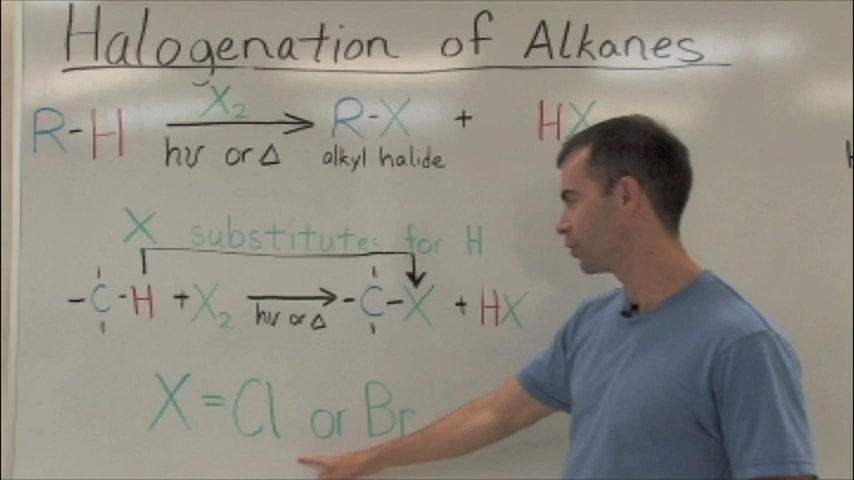 Halogenation of Alkanes
X₂
R-H → R-X + HX
hν or Δ alkyl halide
X substitutes for H
-C-H + X₂ → -C-X + HX
hν or Δ
X = Cl or Br